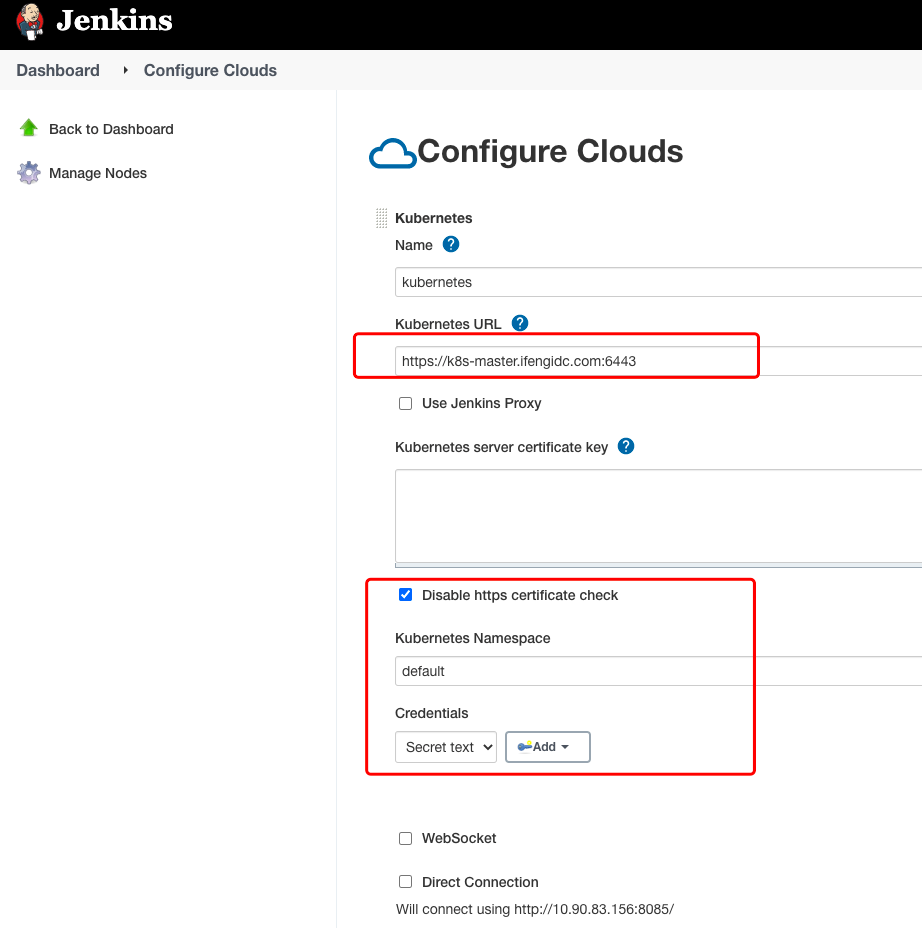 Jenkins
Dashboard
Configure Clouds
Back to Dashboard
Manage Nodes
Configure Clouds
Kubernetes
Name ?
kubernetes
Kubernetes URL ?
https://k8s-master.ifengidc.com:6443
Use Jenkins Proxy
Kubernetes server certificate key ?
Disable https certificate check
Kubernetes Namespace
default
Credentials
Secret text Add
WebSocket
Direct Connection
Will connect using http://10.90.83.156:8085/